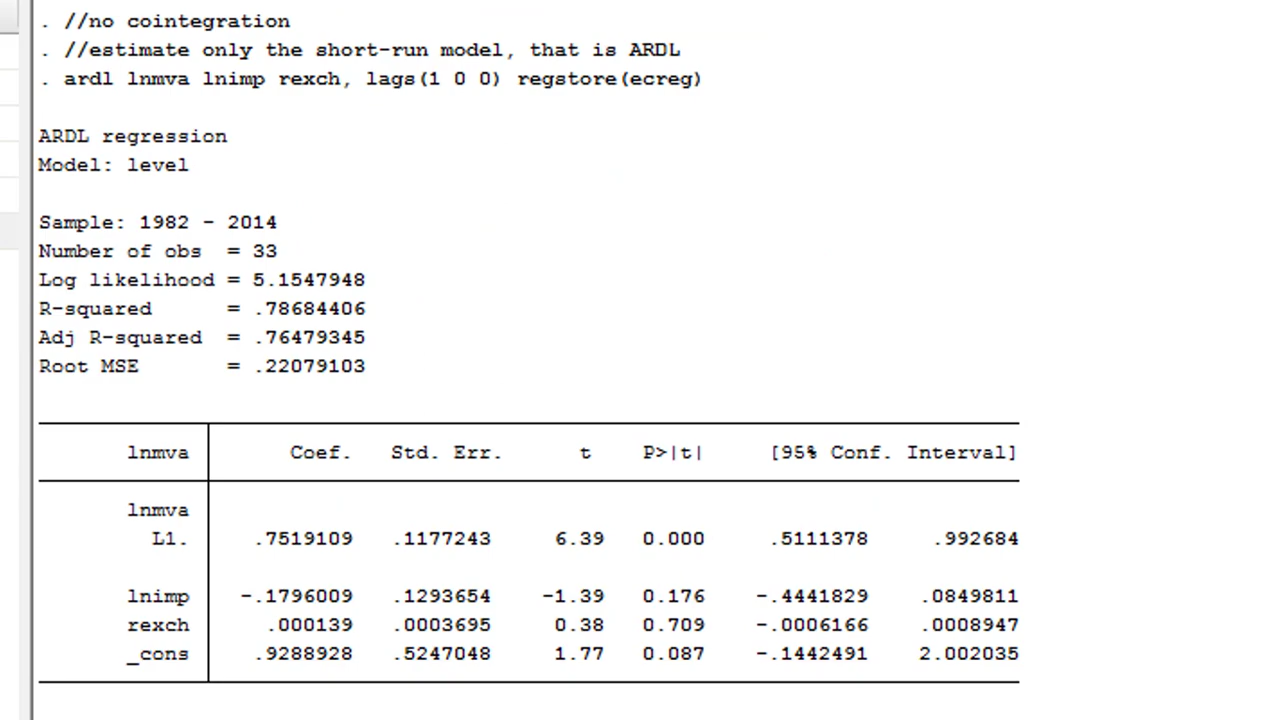 . //no cointegration
. //estimate only the short-run model, that is ARDL
. ardl lnmva lnimp rexch, lags(1 0 0) regstore(ecreg)
ARDL regression
Model: level
Sample: 1982 - 2014
Number of obs = 33
Log likelihood = 5.1547948
R-squared = .78684406
Adj R-squared = .76479345
Root MSE = .22079103
lnmva Coef. Std. Err. t P>|t| [95% Conf. Interval]
lnmva
L1. .7519109 .1177243 6.39 0.000 .5111378 .992684
lnimp -.1796009 .1293654 -1.39 0.176 -.4441829 .0849811
rexch .000139 .0003695 0.38 0.709 -.0006166 .0008947
_cons .9288928 .5247048 1.77 0.087 -.1442491 2.002035